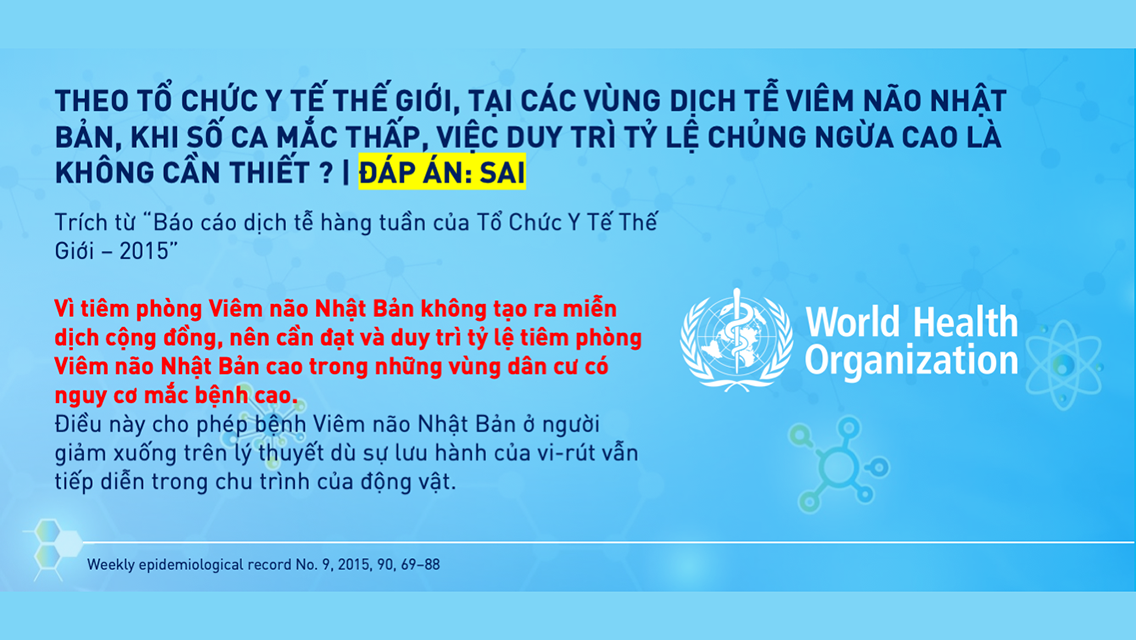 THEO TỔ CHỨC Y TẾ THẾ GIỚI, TẠI CÁC VÙNG DỊCH TỄ VIÊM NÃO NHẬT
BẢN, KHI SỐ CA MẮC THẤP, VIỆC DUY TRÌ TỶ LỆ CHỦNG NGỪA CAO LÀ
KHÔNG CẦN THIẾT ? | ĐÁP ÁN: SAI
Trích từ “Báo cáo dịch tễ hàng tuần của Tổ Chức Y Tế Thế
Giới – 2015”
Vì tiêm phòng Viêm não Nhật Bản không tạo ra miễn
dịch cộng đồng, nên cần đạt và duy trì tỷ lệ tiêm phòng
Viêm não Nhật Bản cao trong những vùng dân cư có
nguy cơ mắc bệnh cao.
Điều này cho phép bệnh Viêm não Nhật Bản ở người
giảm xuống trên lý thuyết dù sự lưu hành của vi-rút vẫn
tiếp diễn trong chu trình của động vật.
World Health
Organization
Weekly epidemiological record No. 9, 2015, 90, 69–88